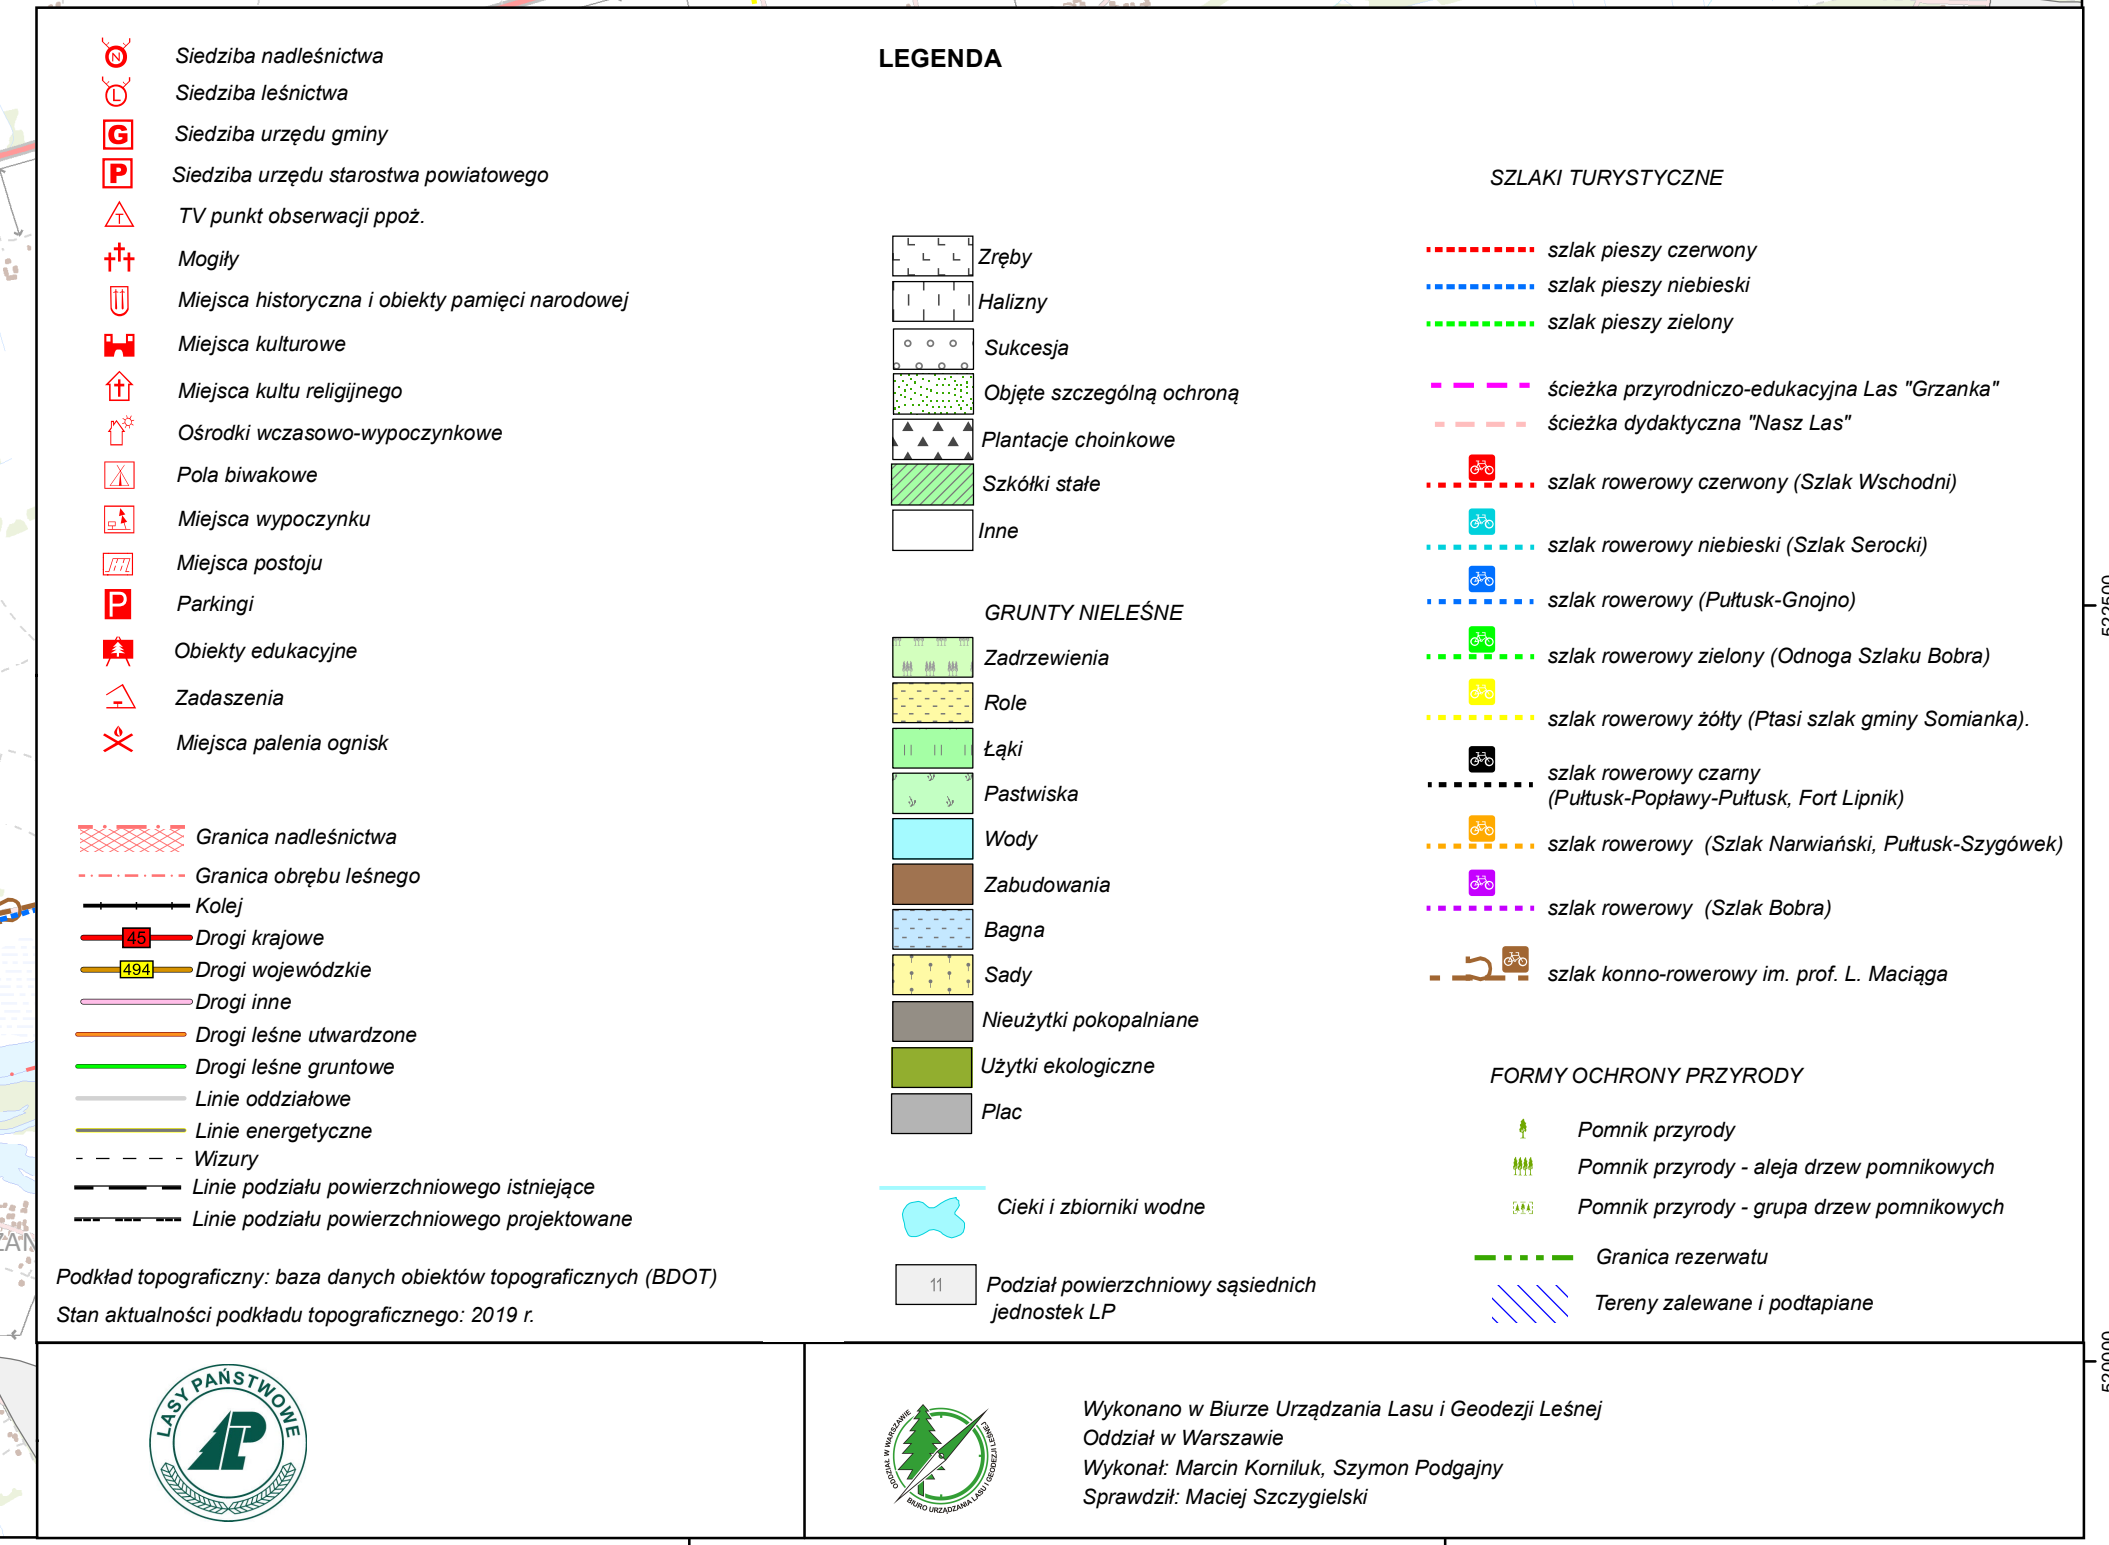 Siedziba nadleśnictwa
Siedziba leśnictwa
Siedziba urzędu gminy
Siedziba urzędu starostwa powiatowego
TV punkt obserwacji ppoż.
Mogiły
Miejsca historyczna i obiekty pamięci narodowej
Miejsca kulturowe
Miejsca kultu religijnego
Ośrodki wczasowo-wypoczynkowe
Pola biwakowe
Miejsca wypoczynku
Miejsca postoju
Parkingi
Obiekty edukacyjne
Zadaszenia
Miejsca palenia ognisk
Granica nadleśnictwa
Granica obrębu leśnego
Kolej
45 Drogi krajowe
494 Drogi wojewódzkie
Drogi inne
Drogi leśne utwardzone
Drogi leśne gruntowe
Linie oddziałowe
Linie energetyczne
Wizury
Linie podziału powierzchniowego istniejące
Linie podziału powierzchniowego projektowane
Podkład topograficzny: baza danych obiektów topograficznych (BDOT)
Stan aktualności podkładu topograficznego: 2019 r.
LEGENDA
Zręby
Halizny
Sukcesja
Objęte szczególną ochroną
Plantacje choinkowe
Szkółki stałe
Inne
GRUNTY NIELEŚNE
Zadrzewienia
Role
Łąki
Pastwiska
Wody
Zabudowania
Bagna
Sady
Nieużytki pokopalniane
Użytki ekologiczne
Plac
Cieki i zbiorniki wodne
11 Podział powierzchniowy sąsiednich
jednostek LP
SZLAKI TURYSTYCZNE
szlak pieszy czerwony
szlak pieszy niebieski
szlak pieszy zielony
ścieżka przyrodniczo-edukacyjna Las "Grzanka"
ścieżka dydaktyczna "Nasz Las"
szlak rowerowy czerwony (Szlak Wschodni)
szlak rowerowy niebieski (Szlak Serocki)
szlak rowerowy (Pułtusk-Gnojno)
szlak rowerowy zielony (Odnoga Szlaku Bobra)
szlak rowerowy żółty (Ptasi szlak gminy Somianka).
szlak rowerowy czarny
(Pułtusk-Popławy-Pułtusk, Fort Lipnik)
szlak rowerowy (Szlak Narwiański, Pułtusk-Szygówek)
szlak rowerowy (Szlak Bobra)
szlak konno-rowerowy im. prof. L. Maciąga
FORMY OCHRONY PRZYRODY
Pomnik przyrody
Pomnik przyrody - aleja drzew pomnikowych
Pomnik przyrody - grupa drzew pomnikowych
Granica rezerwatu
Tereny zalewane i podtapiane
LASY PAŃSTWOWE
ODDZIAŁ W WARSZAWIE
BIURO URZĄDZANIA LASU I GEODEZJI LEŚNEJ
Wykonano w Biurze Urządzania Lasu i Geodezji Leśnej
Oddział w Warszawie
Wykonał: Marcin Korniluk, Szymon Podgajny
Sprawdził: Maciej Szczygielski